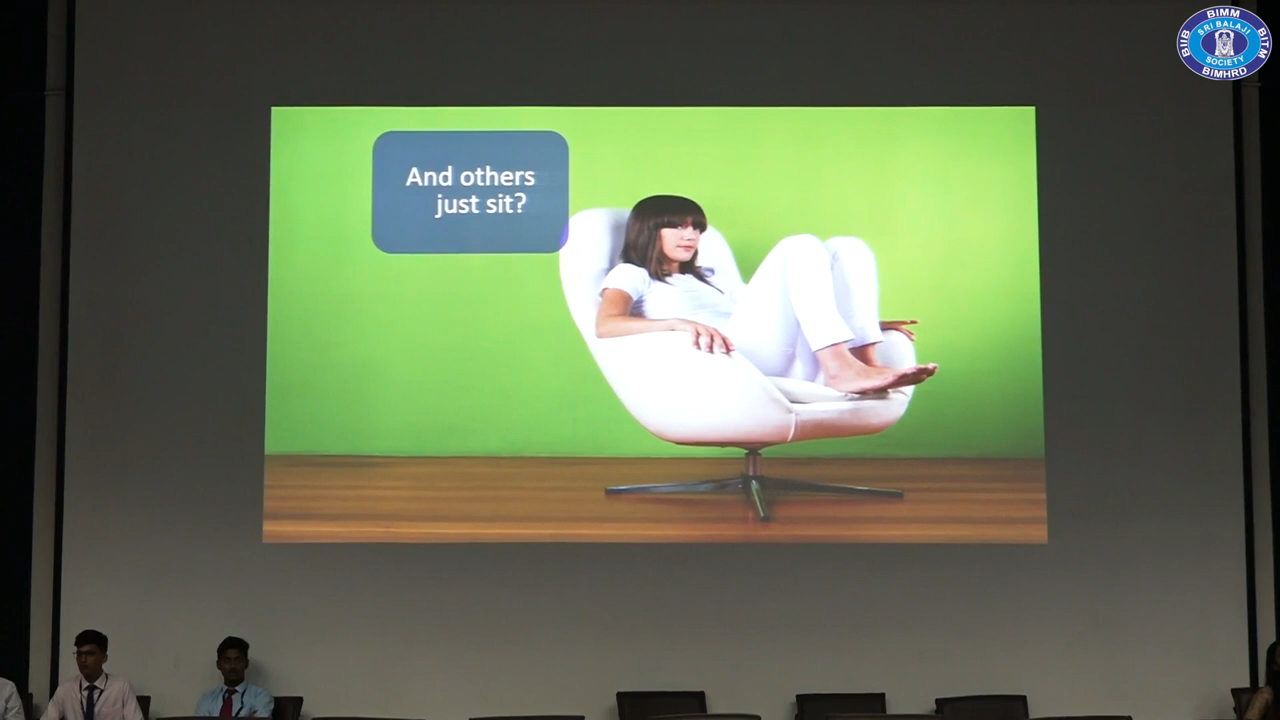 And others
just sit?
BIMM
BIIB
SRI BALAJI
SOCIETY
BITM
BIMHRD